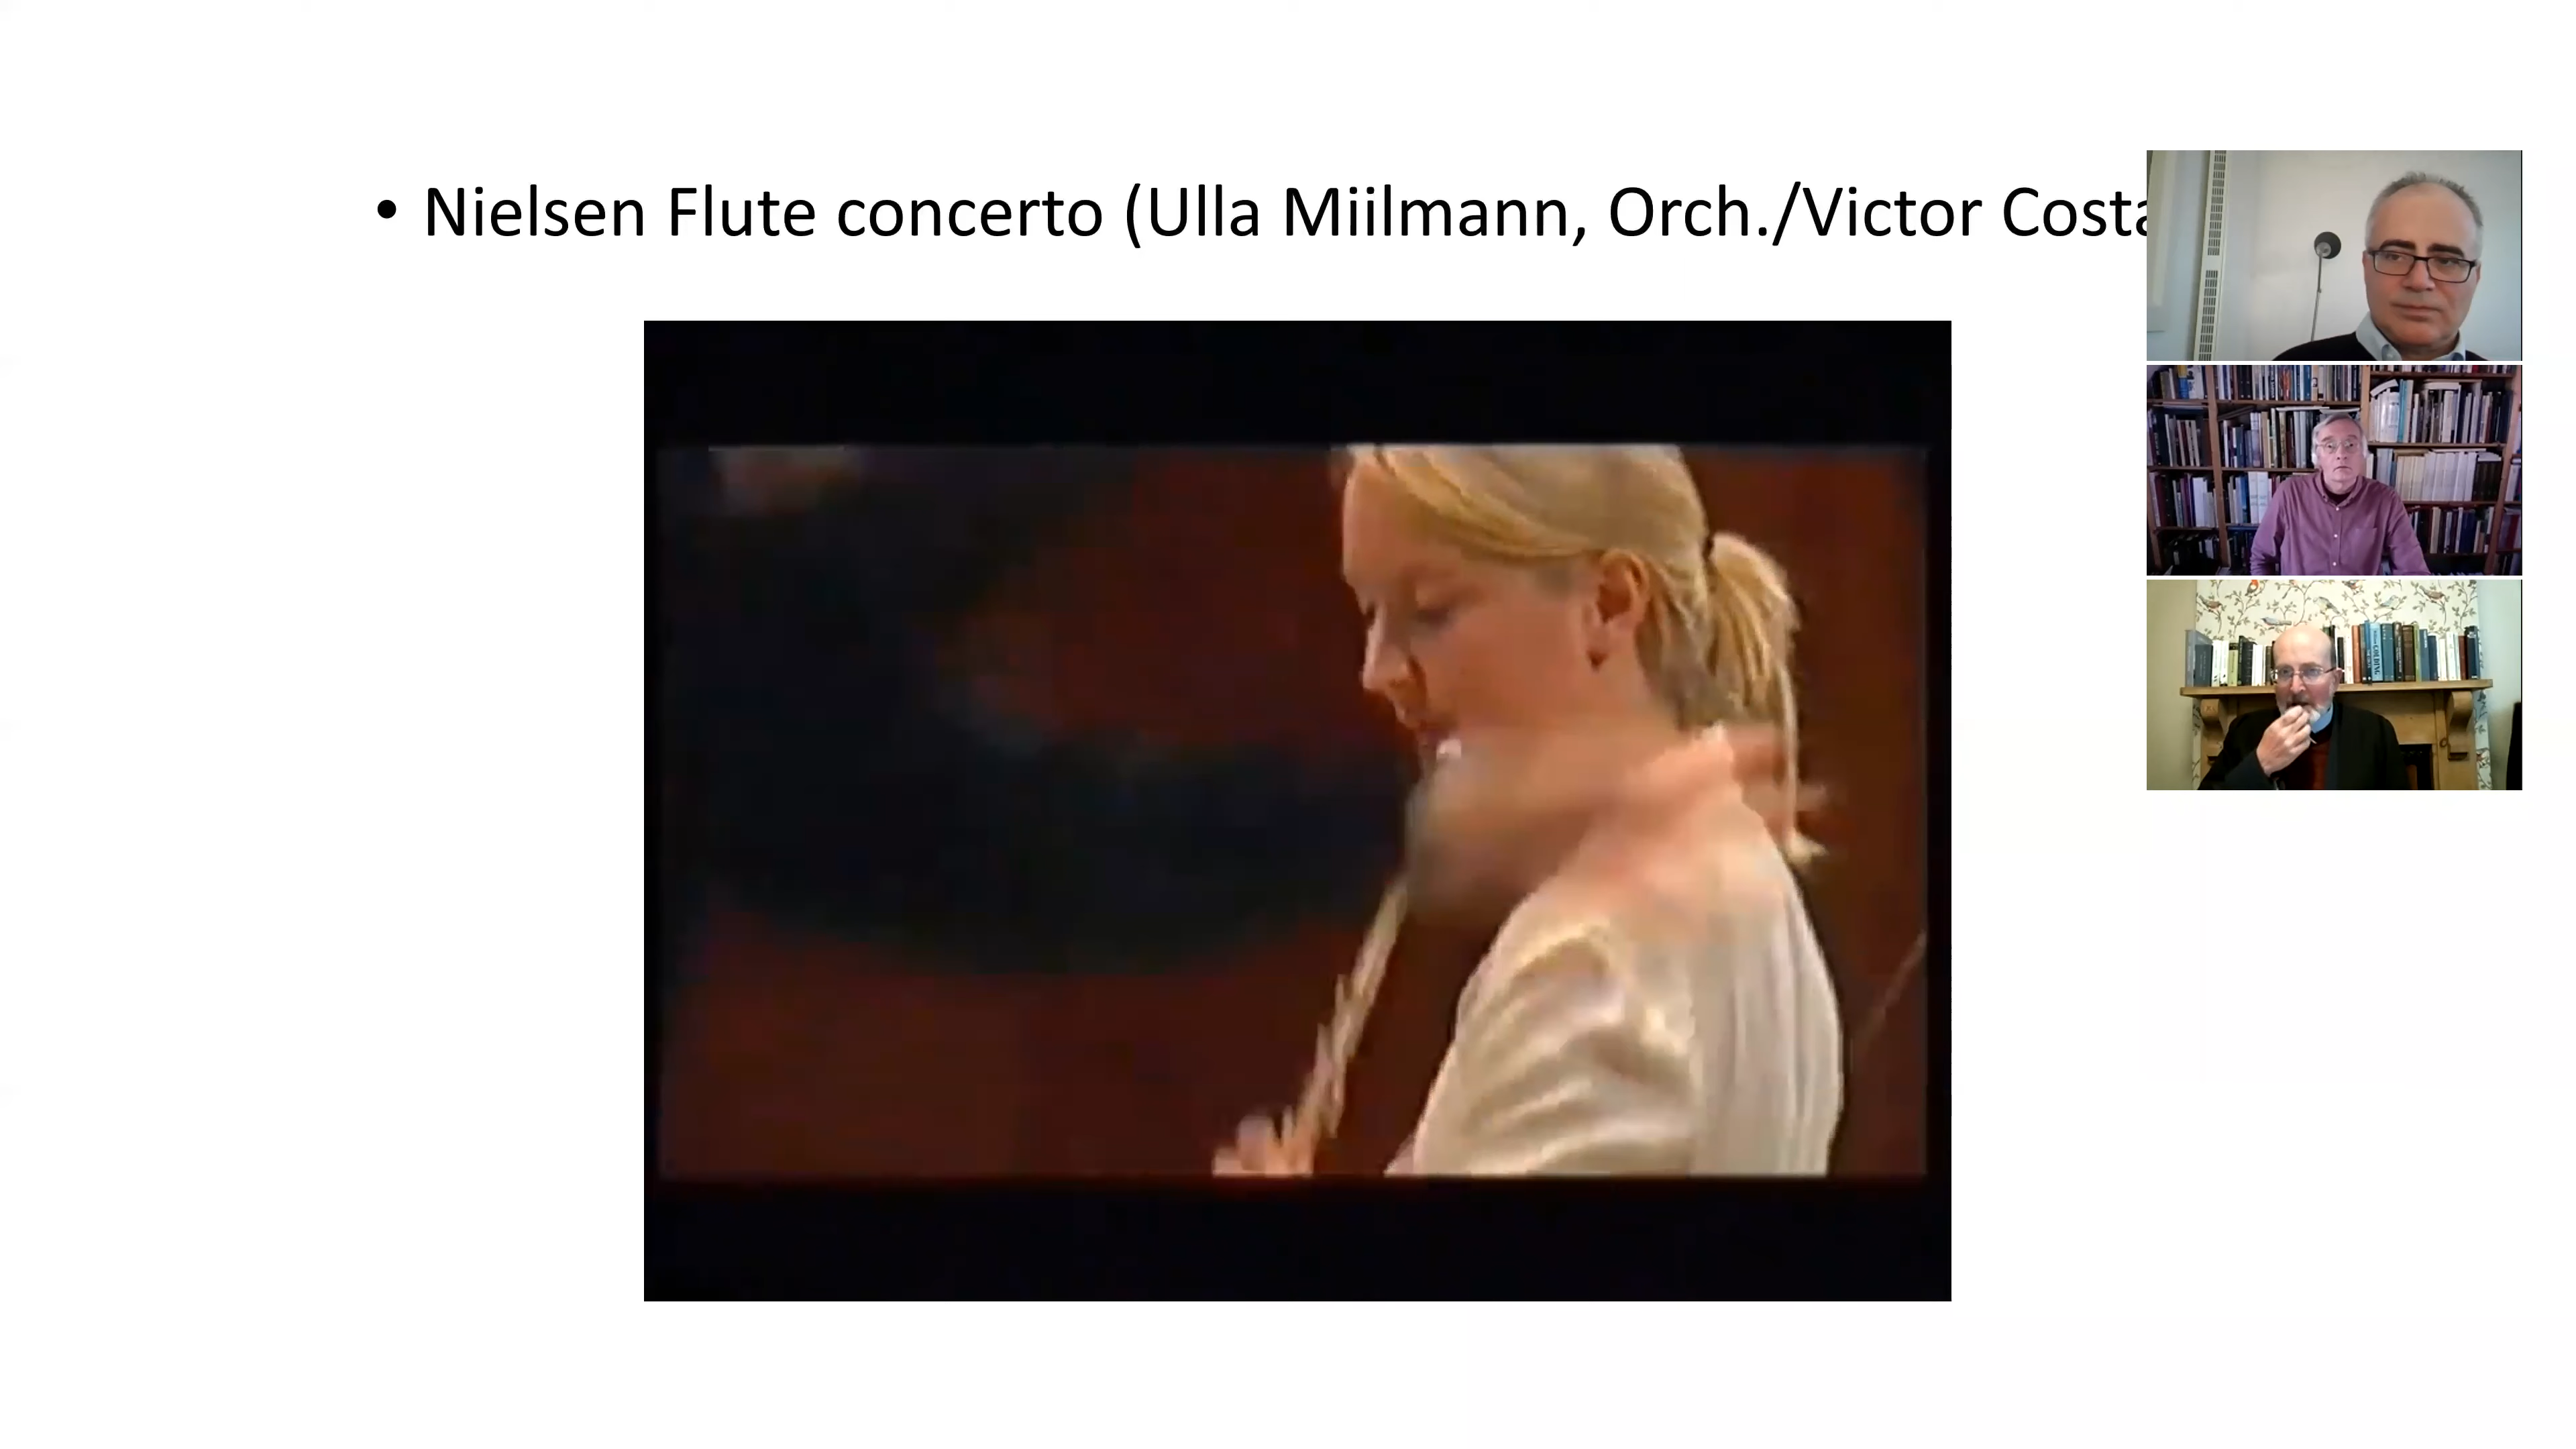 • Nielsen Flute concerto (Ulla Miilmann, Orch./Victor Costa